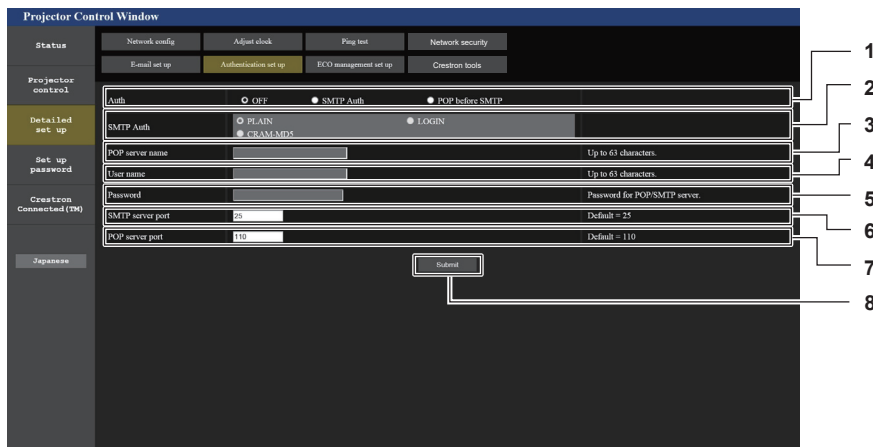 Projector Control Window
Status
Network config
Adjust clock
Ping test
Network security
E-mail set up
Authentication set up
ECO management set up
Crestron tools
Projector
control
Detailed
set up
Set up
password
Crestron
Connected(TM)
Japanese
Auth
OFF
SMTP Auth
POP before SMTP
1
SMTP Auth
PLAIN
LOGIN
CRAM-MD5
2
POP server name
Up to 63 characters.
3
User name
Up to 63 characters.
4
Password
Password for POP/SMTP server.
5
SMTP server port
25
Default = 25
6
POP server port
110
Default = 110
7
Submit
8